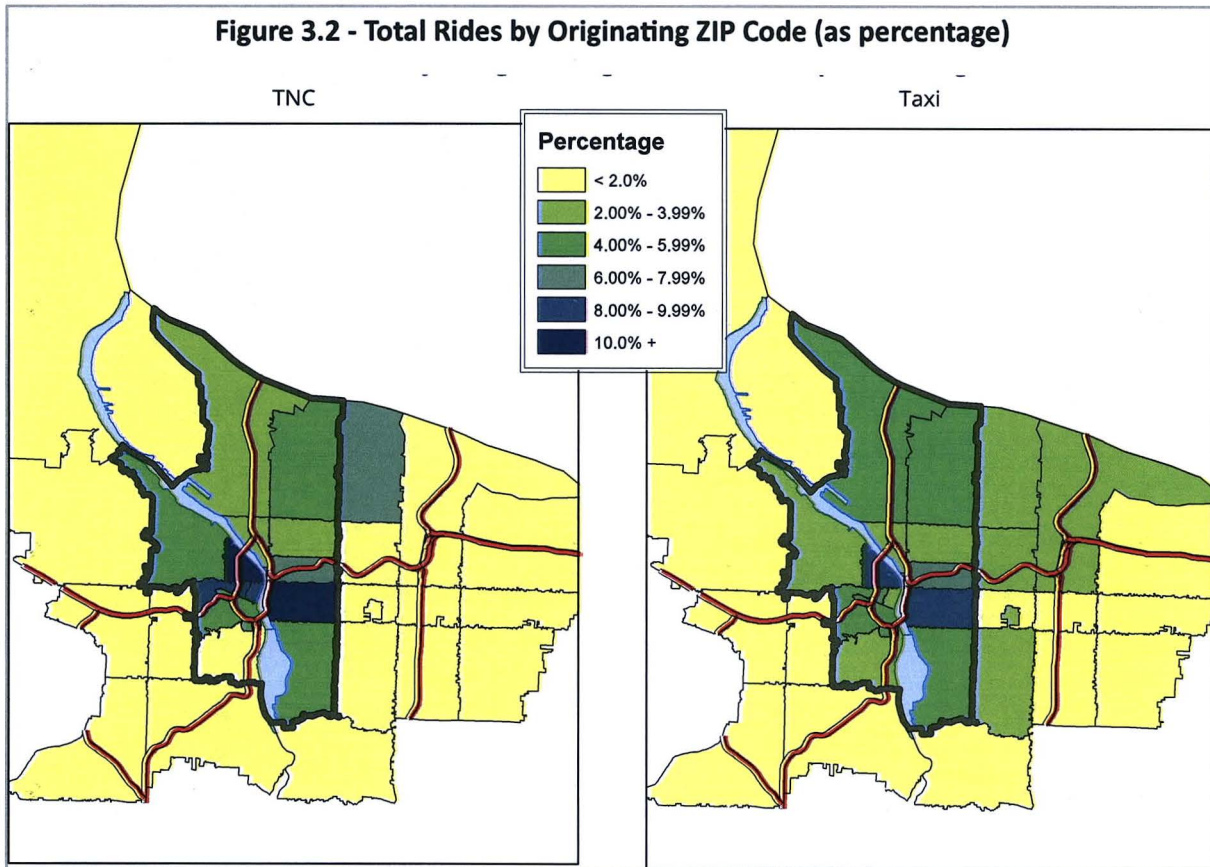 Figure 3.2 - Total Rides by Originating ZIP Code (as percentage)
TNC
Taxi
Percentage
< 2.0%
2.00% - 3.99%
4.00% - 5.99%
6.00% - 7.99%
8.00% - 9.99%
10.0% +